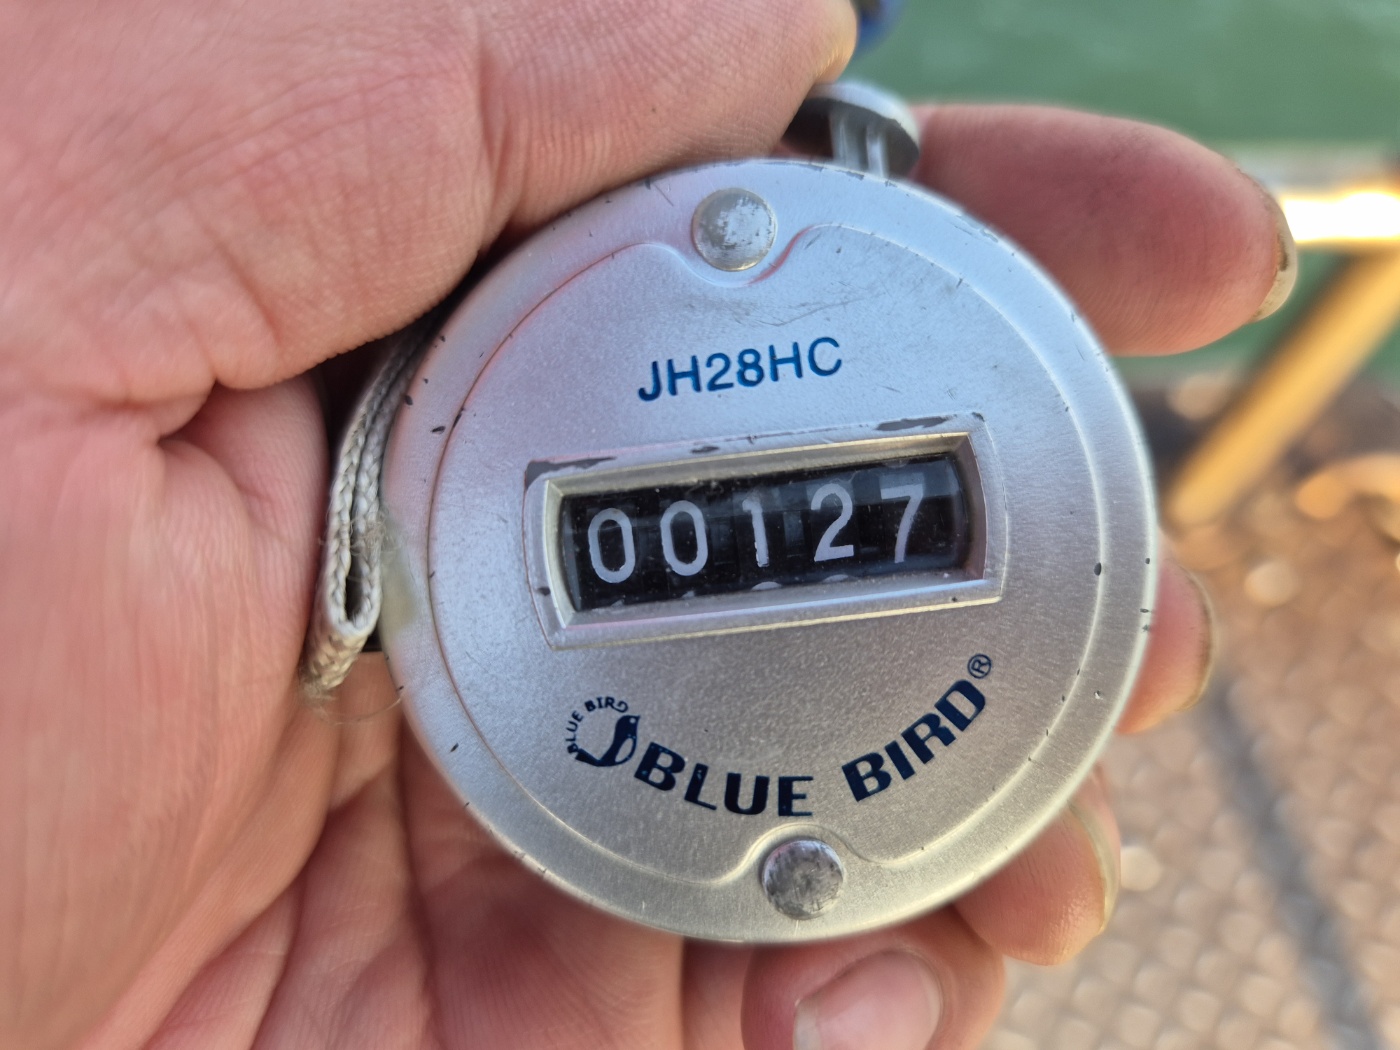 JH28HC
00127
BLUE BIRD
BLUE BIRD®